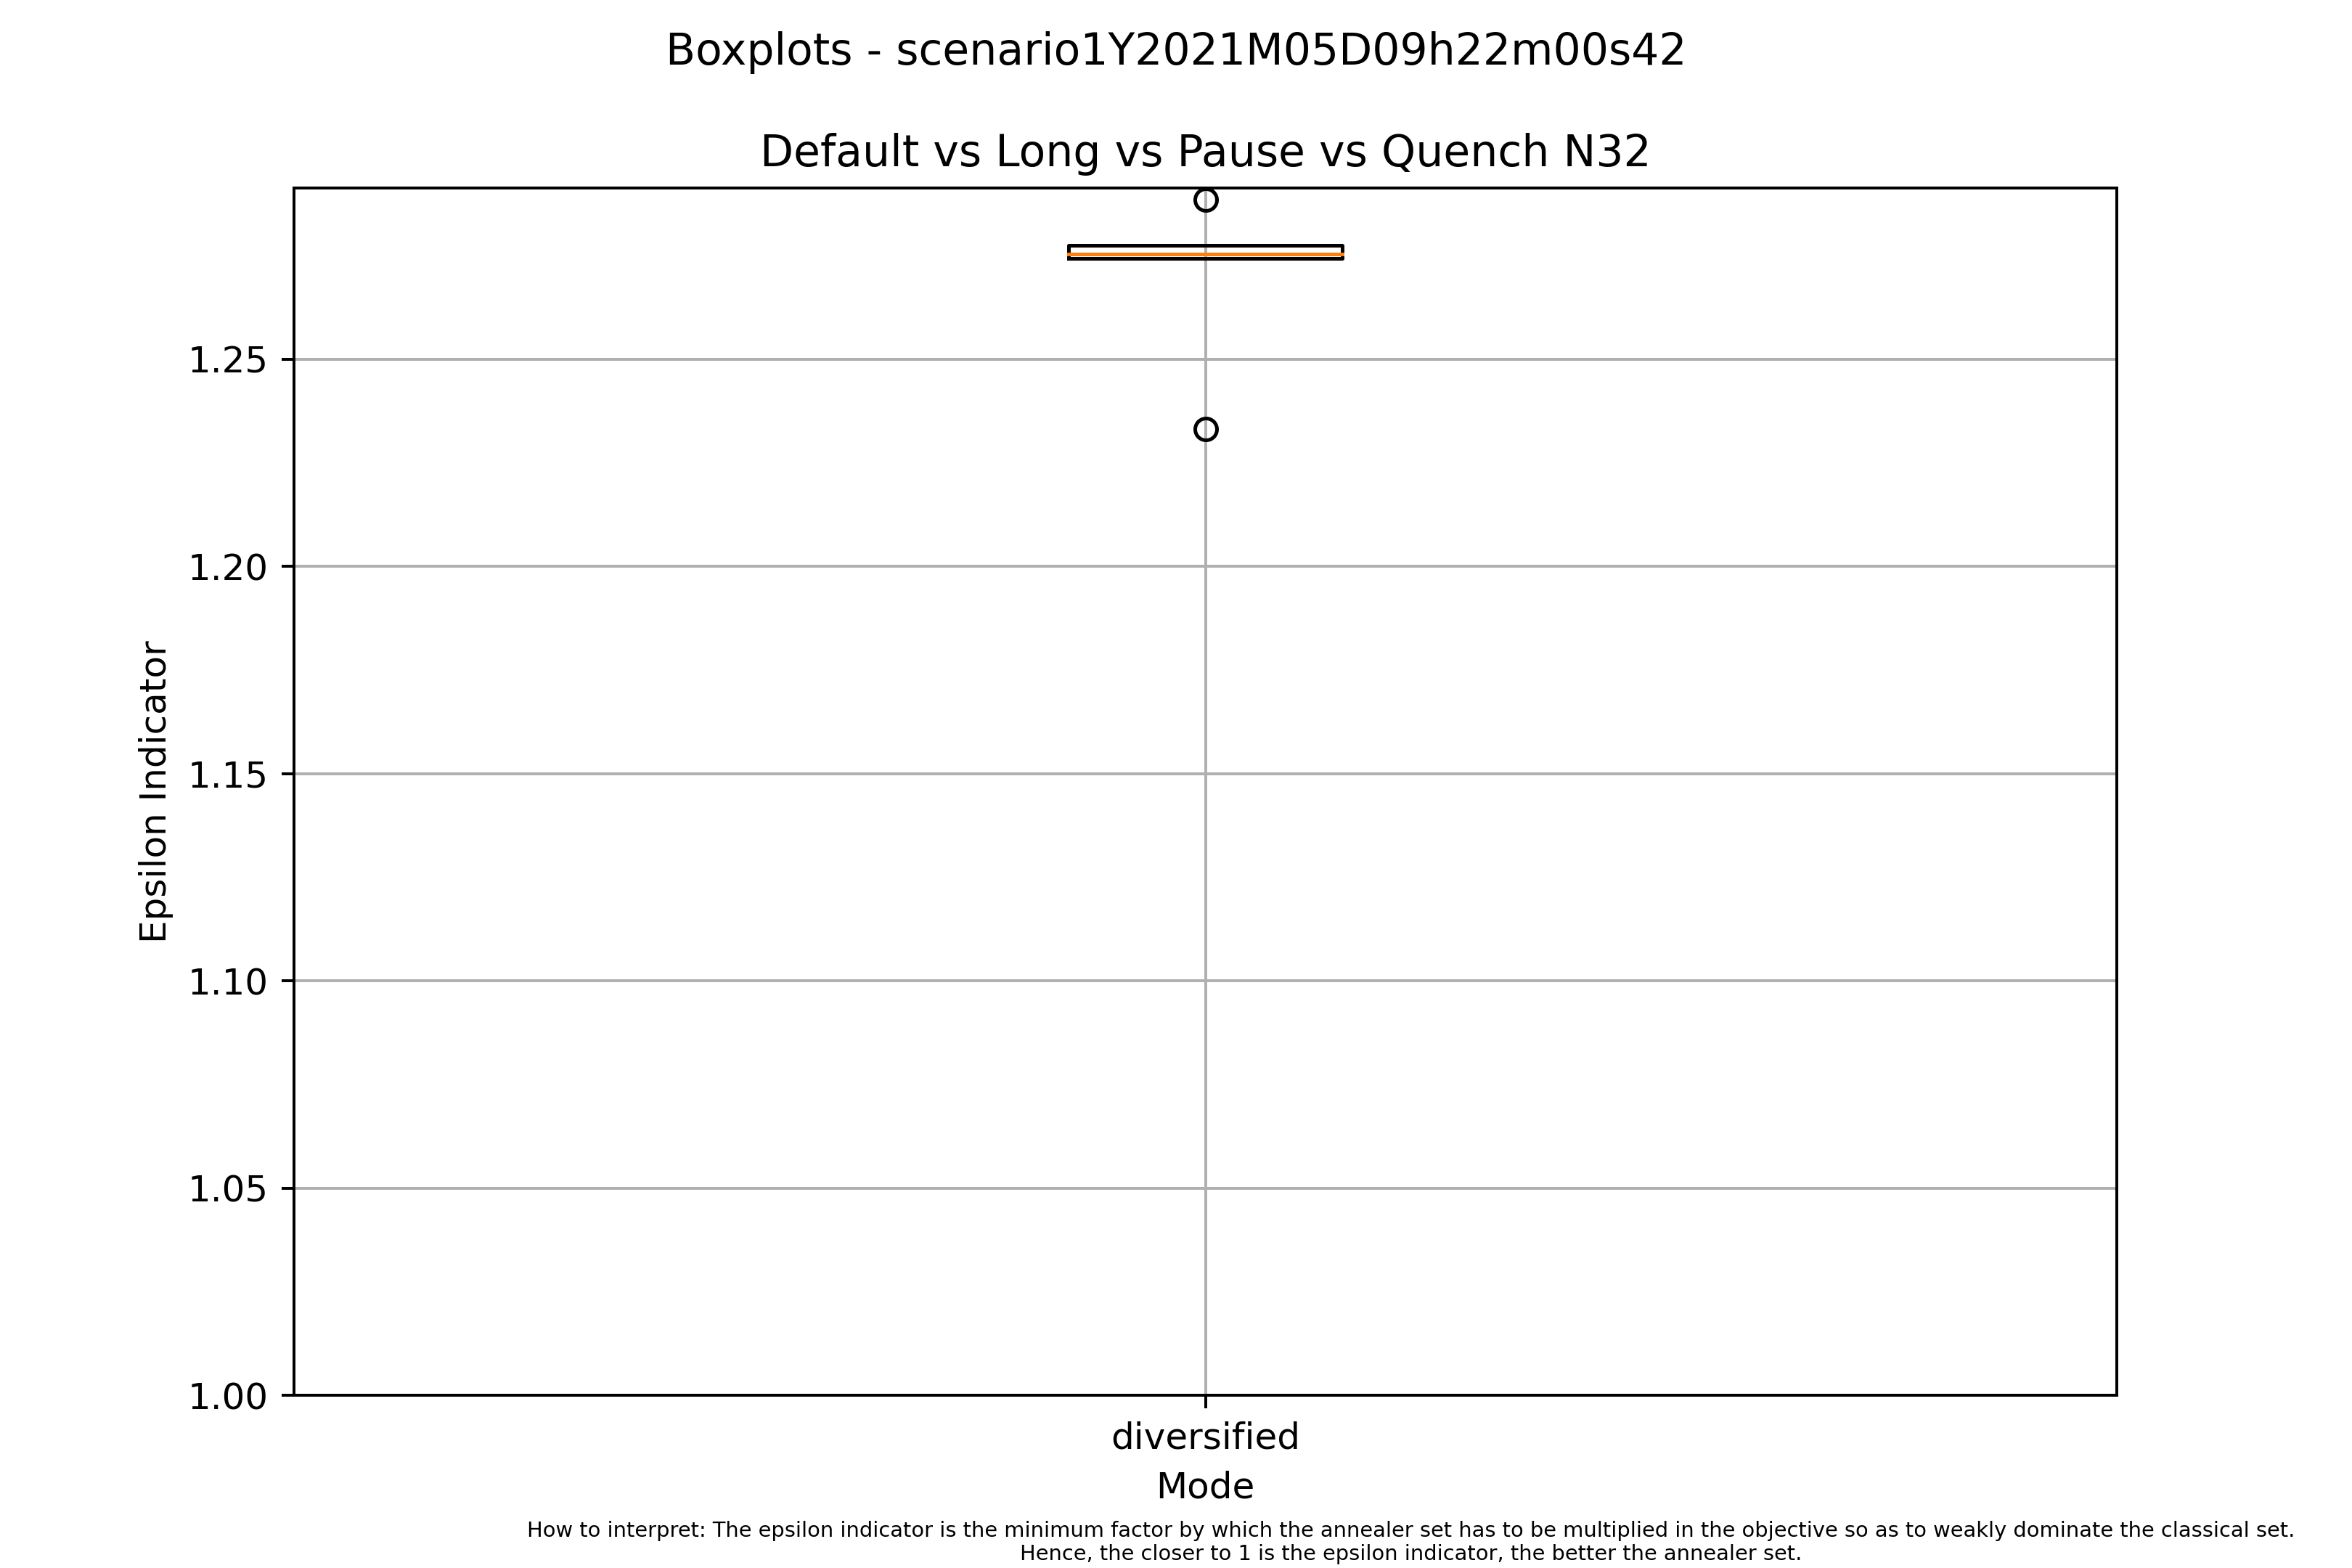 Boxplots - scenario1Y2021M05D09h22m00s42
Default vs Long vs Pause vs Quench N32
Epsilon Indicator
1.25
1.20
1.15
1.10
1.05
1.00
diversified
Mode
How to interpret: The epsilon indicator is the minimum factor by which the annealer set has to be multiplied in the objective so as to weakly dominate the classical set.
Hence, the closer to 1 is the epsilon indicator, the better the annealer set.